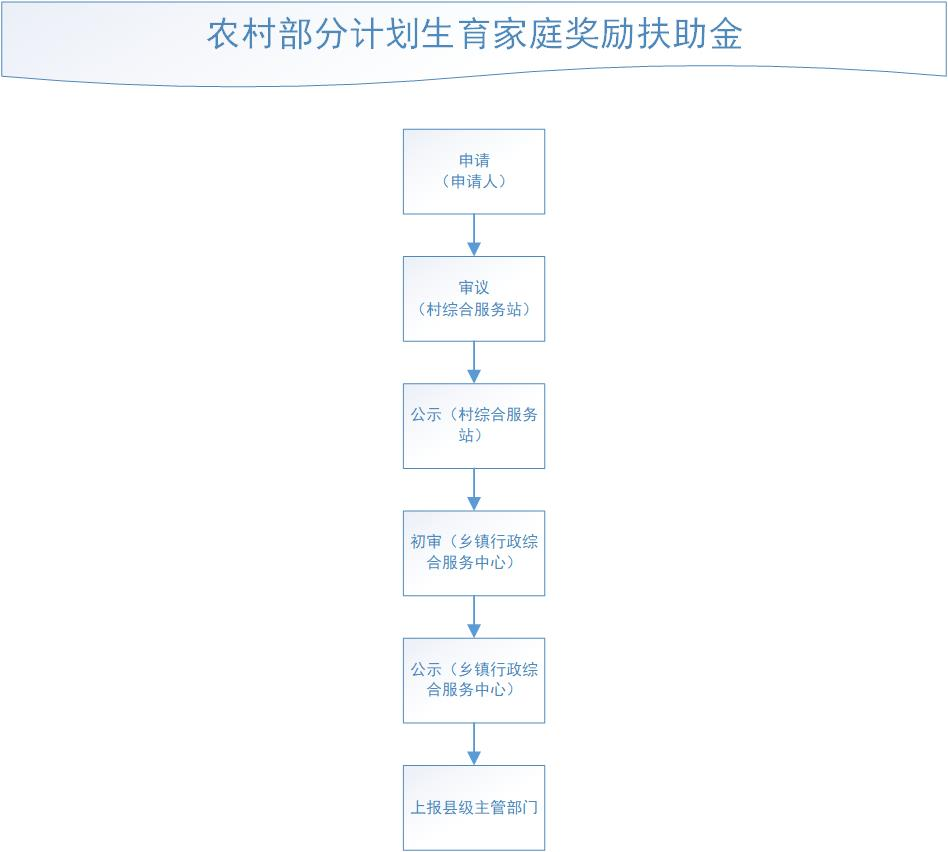 农村部分计划生育家庭奖励扶助金
申请
（申请人）
审议
（村综合服务站）
公示（村综合服务
站）
初审（乡镇行政综
合服务中心）
公示（乡镇行政综
合服务中心）
上报县级主管部门